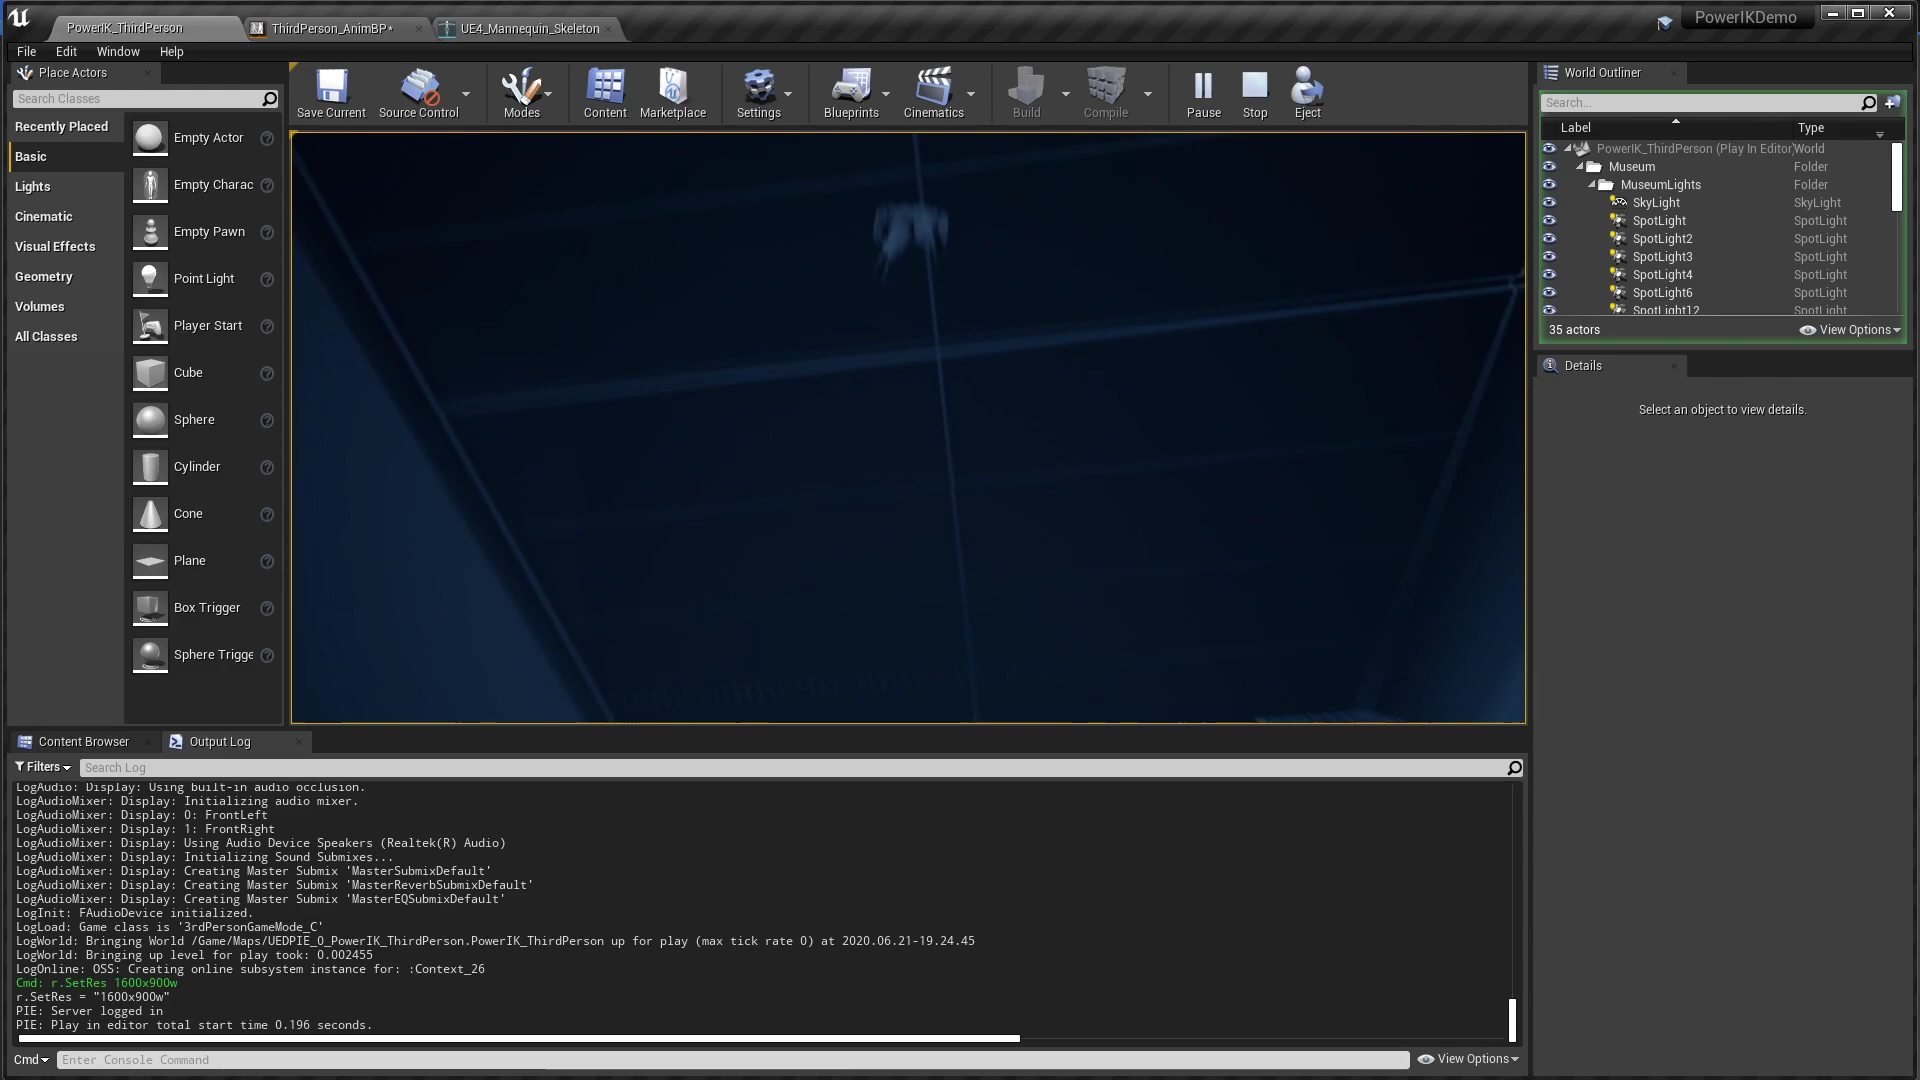 PowerIK_ThirdPerson
ThirdPerson_AnimBP*
UE4_Mannequin_Skeleton
PowerIKDemo
File Edit Window Help
Place Actors
Search Classes
Recently Placed
Basic
Lights
Cinematic
Visual Effects
Geometry
Volumes
All Classes
Empty Actor
Empty Charac
Empty Pawn
Point Light
Player Start
Cube
Sphere
Cylinder
Cone
Plane
Box Trigger
Sphere Trigge
Save Current Source Control Modes Content Marketplace Settings Blueprints Cinematics Build Compile Pause Stop Eject
World Outliner
Search...
Label Type
PowerIK_ThirdPerson (Play In Editor) World
Museum Folder
MuseumLights Folder
SkyLight SkyLight
SpotLight SpotLight
SpotLight2 SpotLight
SpotLight3 SpotLight
SpotLight4 SpotLight
SpotLight6 SpotLight
SpotLight12 SpotLight
35 actors View Options
Details
Select an object to view details.
Content Browser Output Log
Filters Search Log
LogAudio: Display: Using built-in audio occlusion.
LogAudioMixer: Display: Initializing audio mixer.
LogAudioMixer: Display: 0: FrontLeft
LogAudioMixer: Display: 1: FrontRight
LogAudioMixer: Display: Using Audio Device Speakers (Realtek(R) Audio)
LogAudioMixer: Display: Initializing Sound Submixes...
LogAudioMixer: Display: Creating Master Submix 'MasterSubmixDefault'
LogAudioMixer: Display: Creating Master Submix 'MasterReverbSubmixDefault'
LogAudioMixer: Display: Creating Master Submix 'MasterEQSubmixDefault'
LogInit: FAudioDevice initialized.
LogLoad: Game class is '3rdPersonGameMode_C'
LogWorld: Bringing World /Game/Maps/UEDPIE_0_PowerIK_ThirdPerson.PowerIK_ThirdPerson up for play (max tick rate 0) at 2020.06.21-19.24.45
LogWorld: Bringing up level for play took: 0.002455
LogOnline: OSS: Creating online subsystem instance for: :Context_26
Cmd: r.SetRes 1600x900w
r.SetRes = "1600x900w"
PIE: Server logged in
PIE: Play in editor total start time 0.196 seconds.
Cmd Enter Console Command View Options